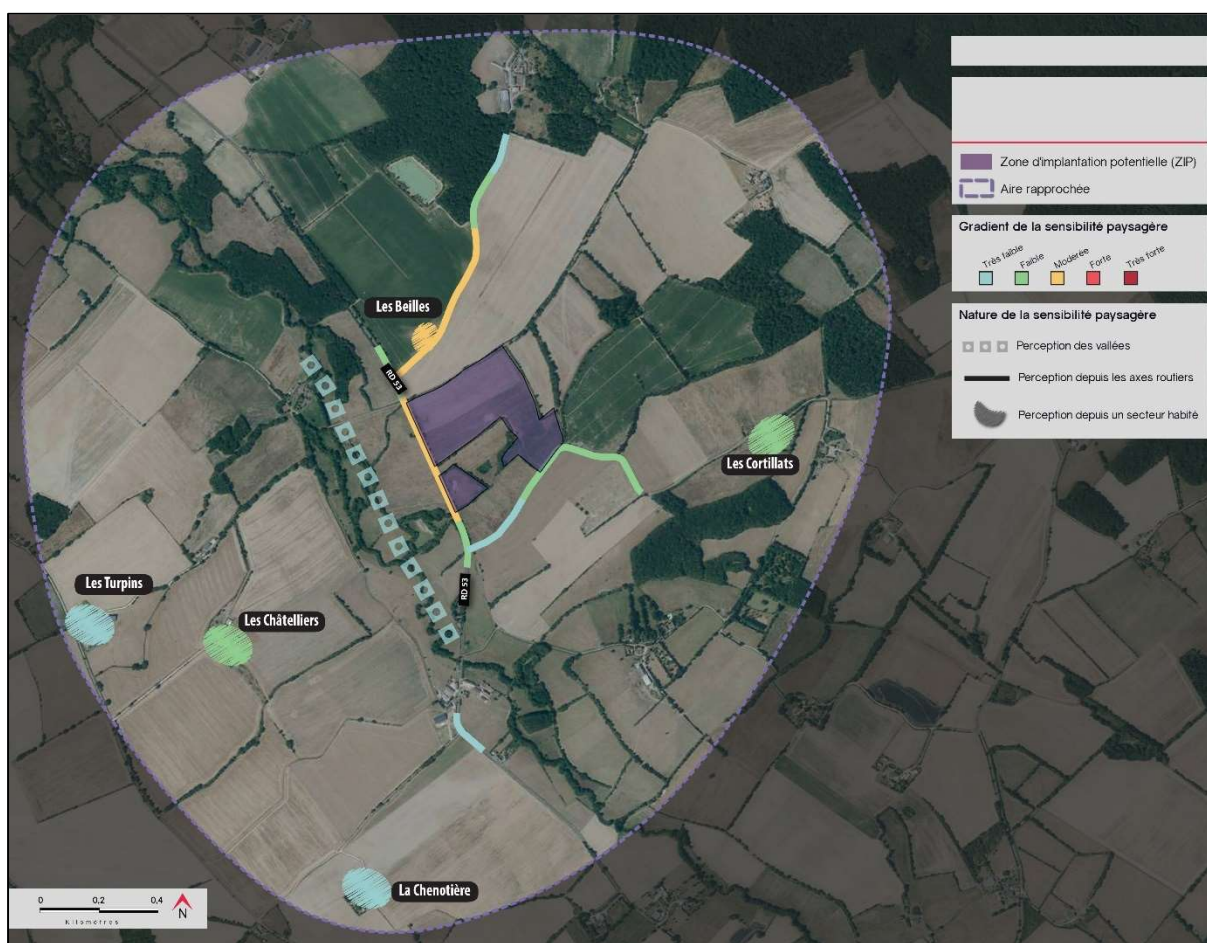 Zone d'implantation potentielle (ZIP)
Aire rapprochée
Gradient de la sensibilité paysagère
Très faible
Faible
Modérée
Forte
Très forte
Nature de la sensibilité paysagère
Perception des vallées
Perception depuis les axes routiers
Perception depuis un secteur habité
Les Beilles
RD 53
Les Cortillats
RD 53
Les Turpins
Les Châtelliers
La Chenotière
0 0,2 0,4
Kilomètres
N